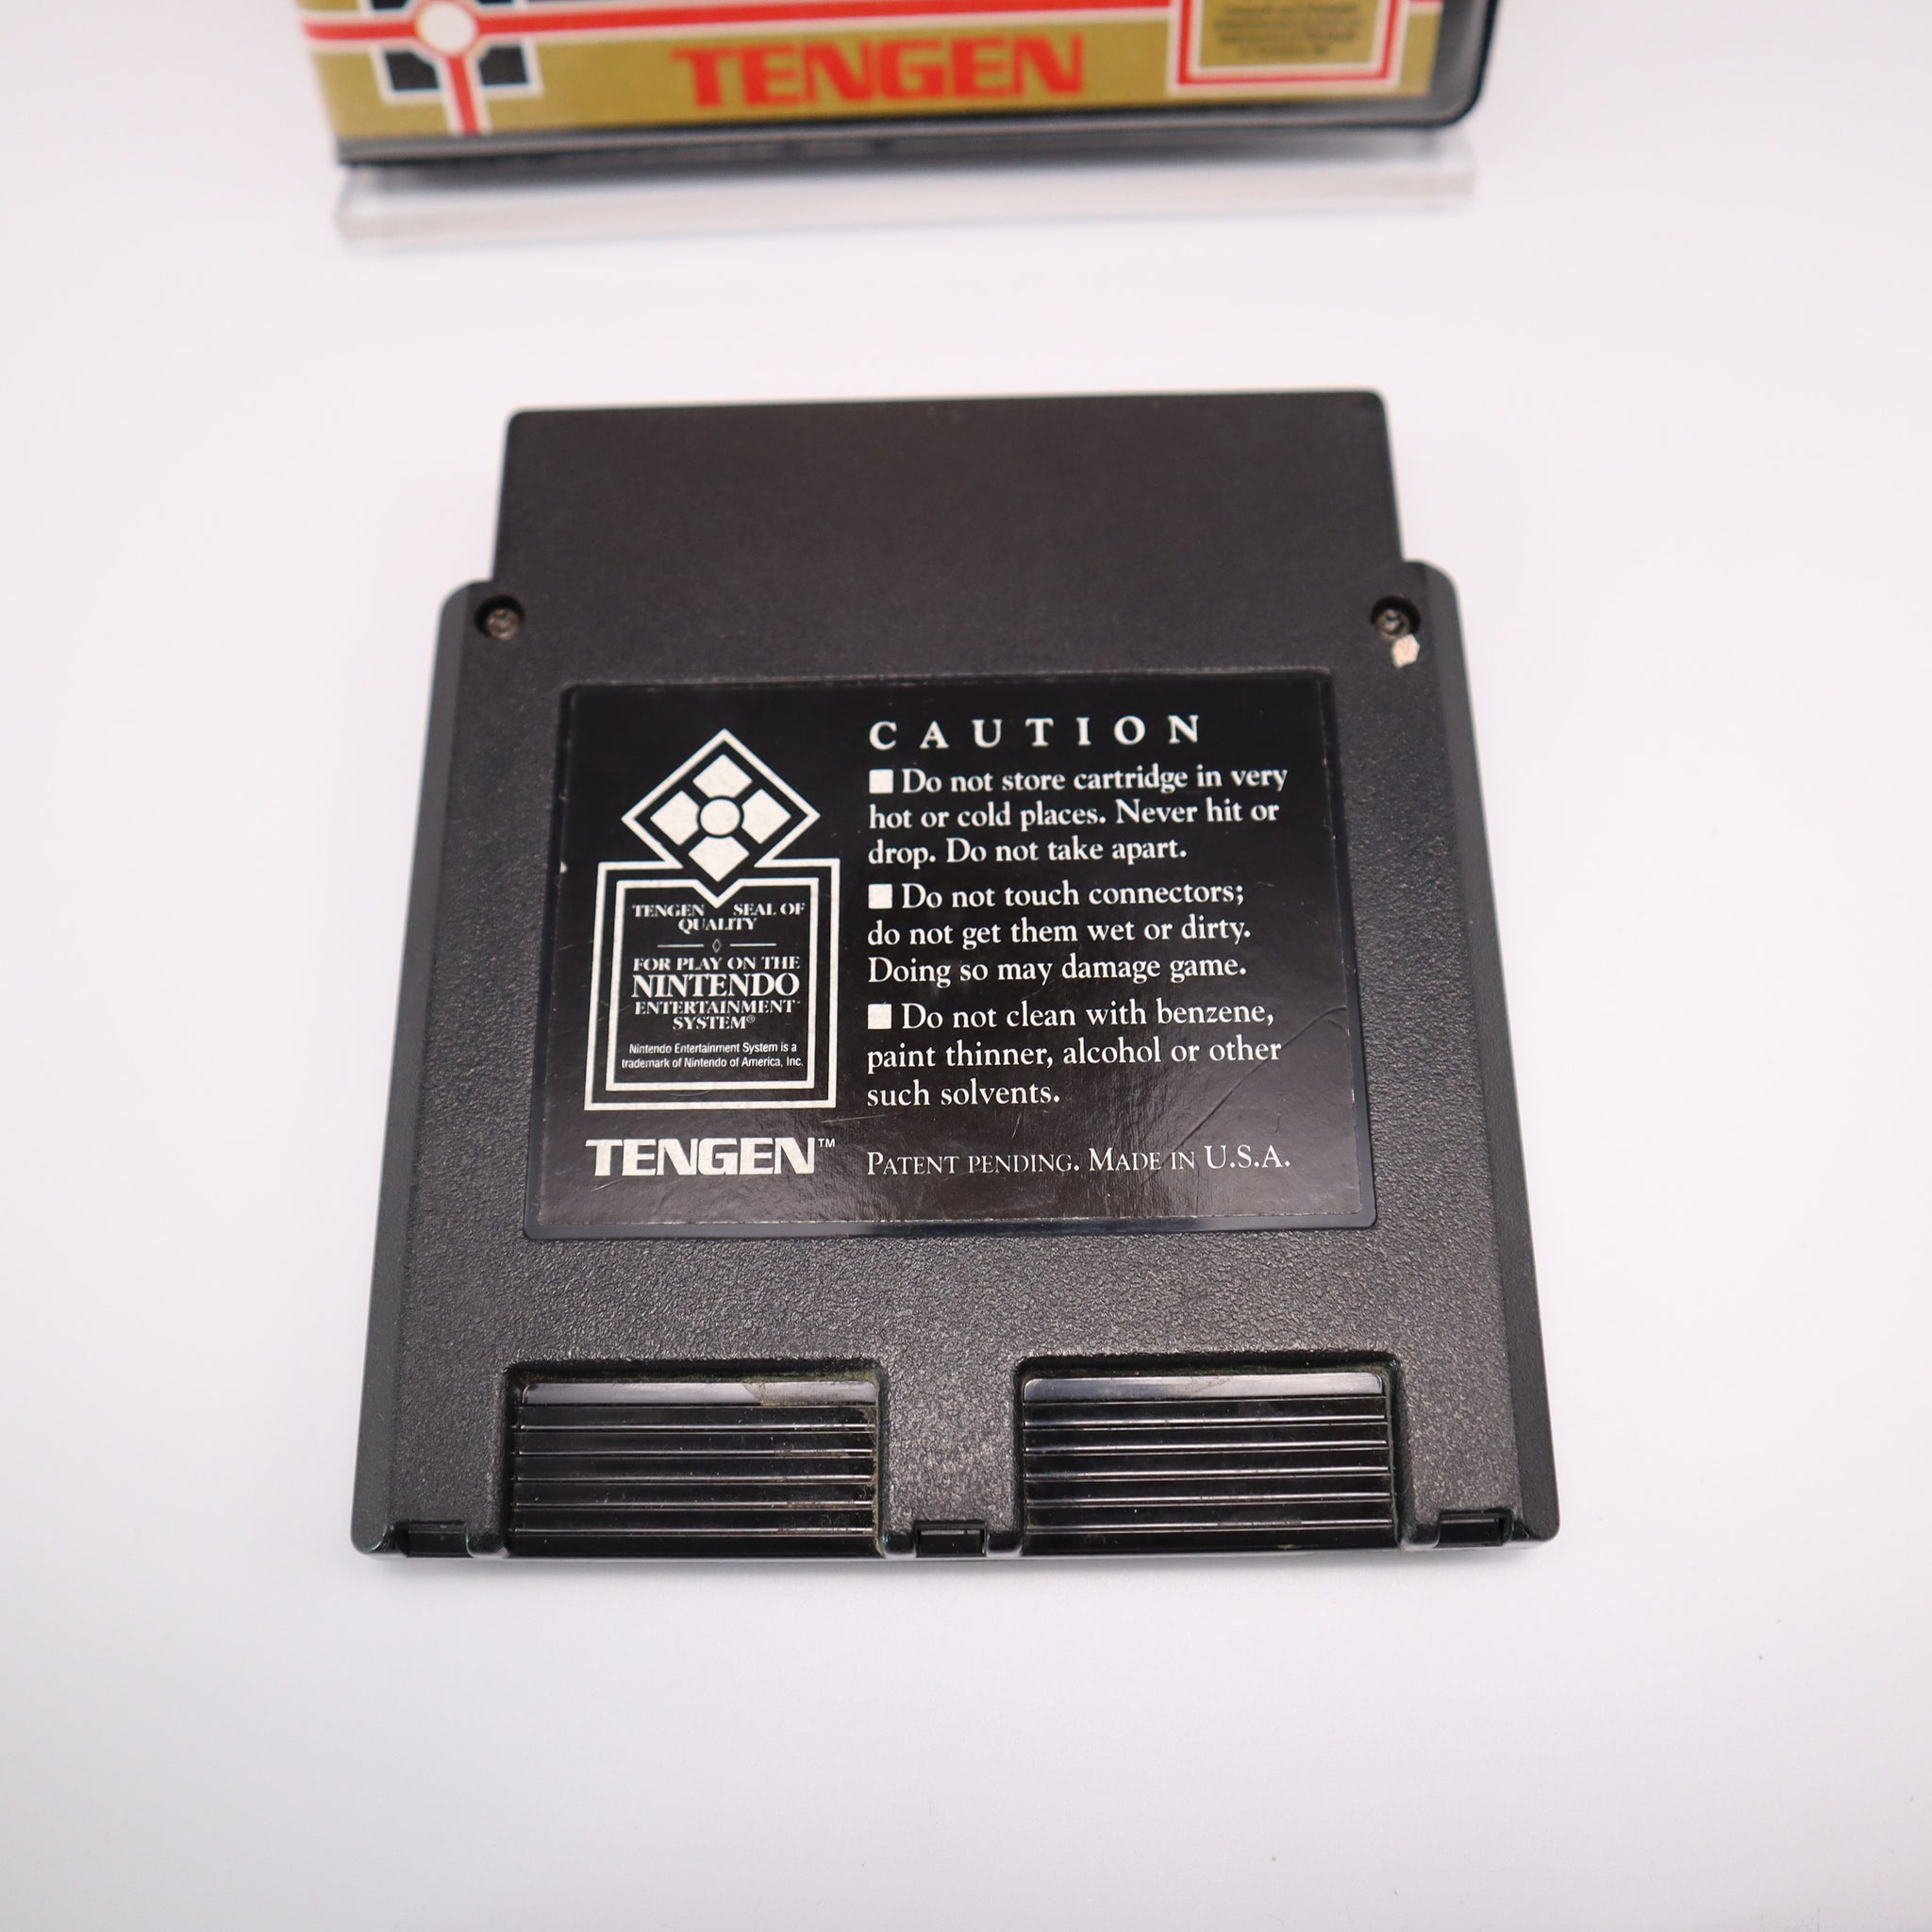 TENGEN
CAUTION
Do not store cartridge in very
hot or cold places. Never hit or
drop. Do not take apart.
Do not touch connectors;
do not get them wet or dirty.
Doing so may damage game.
Do not clean with benzene,
paint thinner, alcohol or other
such solvents.
TENGEN SEAL OF
QUALITY
FOR PLAY ON THE
NINTENDO
ENTERTAINMENT
SYSTEM®
Nintendo Entertainment System is a
trademark of Nintendo of America, Inc.
TENGEN™
PATENT PENDING. MADE IN U.S.A.